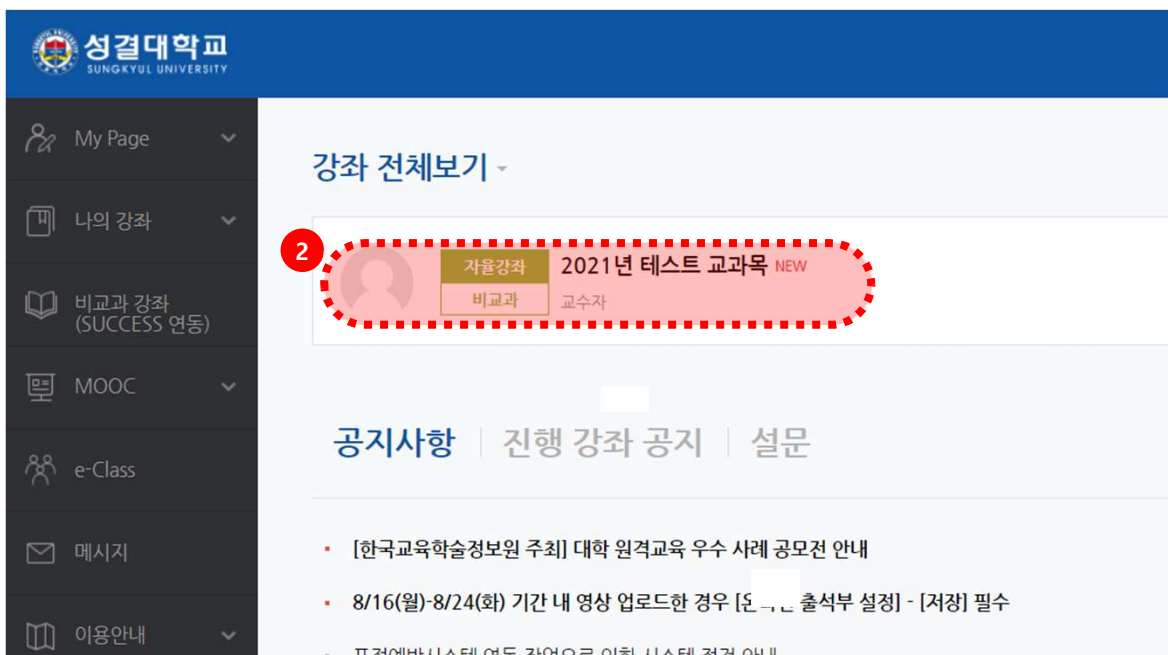 성결대학교
SUNGKYUL UNIVERSITY
My Page
나의 강좌
비교과 강좌
(SUCCESS 연동)
MOOC
e-Class
메시지
이용안내
강좌 전체보기
2
자율강좌
2021년 테스트 교과목 NEW
비교과
교수자
공지사항
진행 강좌 공지
설문
[한국교육학술정보원 주최] 대학 원격교육 우수 사례 공모전 안내
8/16(월)-8/24(화) 기간 내 영상 업로드한 경우 [ 출석부 설정] - [저장] 필수